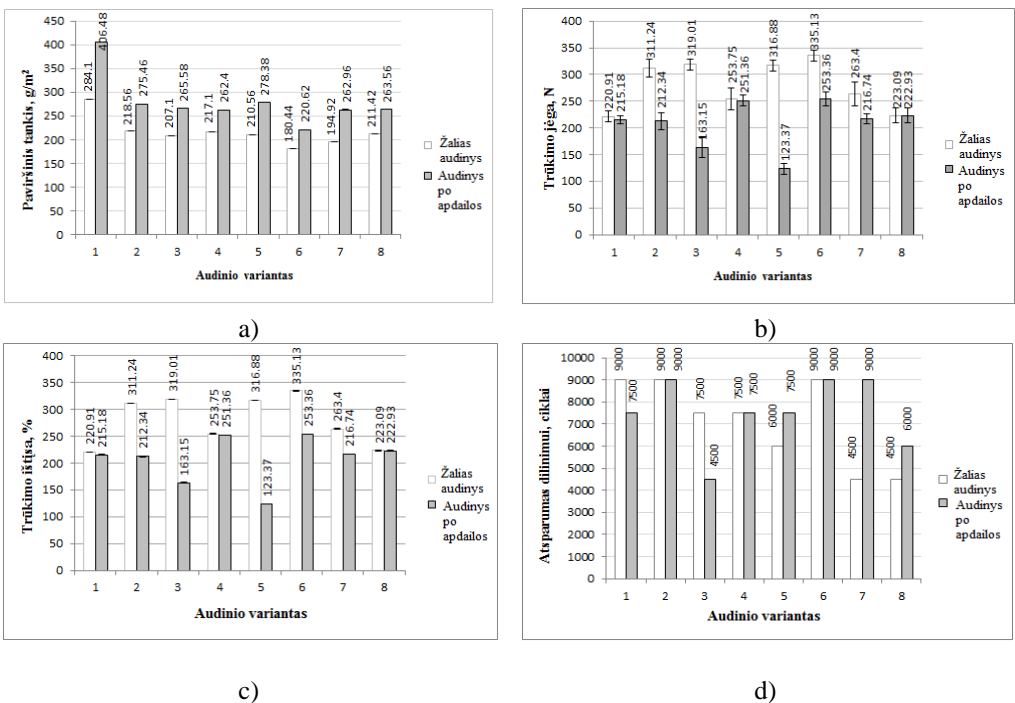 450
400
350
300
250
200
150
100
50
0
Paviršinis tankis, g/m²
284.1
406.48
218.56
275.46
207.1
265.58
217.1
262.4
210.56
278.38
180.44
220.62
194.92
262.96
211.42
263.56
1 2 3 4 5 6 7 8
Audinio variantas
Žalias
audinys
Audinys
po
apdailos
a)
400
350
300
250
200
150
100
50
0
Trūkimo jėga, N
220.91
215.18
311.24
212.34
319.01
163.15
253.75
251.36
316.88
123.37
335.13
253.36
263.4
216.74
223.09
222.93
1 2 3 4 5 6 7 8
Audinio variantas
Žalias
audinys
Audinys
po
apdailos
b)
400
350
300
250
200
150
100
50
0
Trūkimo ištįsa, %
220.91
215.18
311.24
212.34
319.01
163.15
253.75
251.36
316.88
123.37
335.13
253.36
263.4
216.74
223.09
222.93
1 2 3 4 5 6 7 8
Audinio variantas
Žalias
audinys
Audinys
po
apdailos
c)
10000
9000
8000
7000
6000
5000
4000
3000
2000
1000
0
Atsparumas dilinimui, ciklai
9000
7500
9000
9000
7500
4500
7500
7500
6000
7500
9000
9000
4500
9000
4500
6000
1 2 3 4 5 6 7 8
Audinio variantas
Žalias
audinys
Audinys
po
apdailos
d)